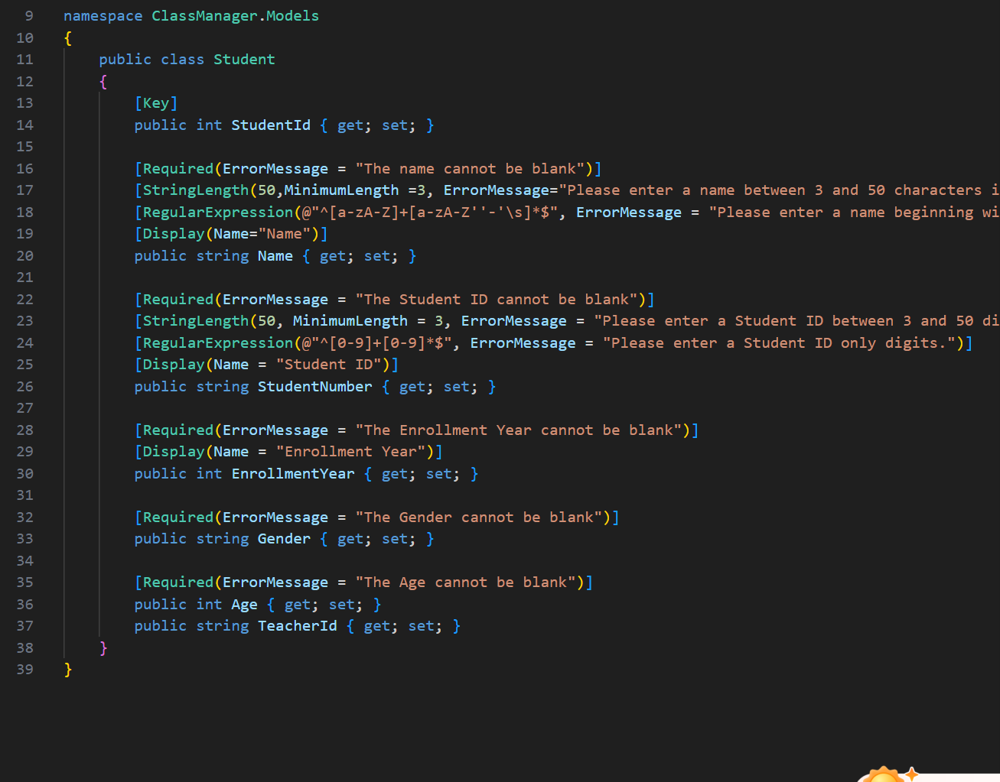 9 namespace ClassManager.Models
10 {
11 public class Student
12 {
13 [Key]
14 public int StudentId { get; set; }
15
16 [Required(ErrorMessage = "The name cannot be blank")]
17 [StringLength(50,MinimumLength =3, ErrorMessage="Please enter a name between 3 and 50 characters i
18 [RegularExpression(@"^[a-zA-Z]+[a-zA-Z''-'\s]*$", ErrorMessage = "Please enter a name beginning wi
19 [Display(Name="Name")]
20 public string Name { get; set; }
21
22 [Required(ErrorMessage = "The Student ID cannot be blank")]
23 [StringLength(50, MinimumLength = 3, ErrorMessage = "Please enter a Student ID between 3 and 50 di
24 [RegularExpression(@"^[0-9]+[0-9]*$", ErrorMessage = "Please enter a Student ID only digits.")]
25 [Display(Name = "Student ID")]
26 public string StudentNumber { get; set; }
27
28 [Required(ErrorMessage = "The Enrollment Year cannot be blank")]
29 [Display(Name = "Enrollment Year")]
30 public int EnrollmentYear { get; set; }
31
32 [Required(ErrorMessage = "The Gender cannot be blank")]
33 public string Gender { get; set; }
34
35 [Required(ErrorMessage = "The Age cannot be blank")]
36 public int Age { get; set; }
37 public string TeacherId { get; set; }
38 }
39 }